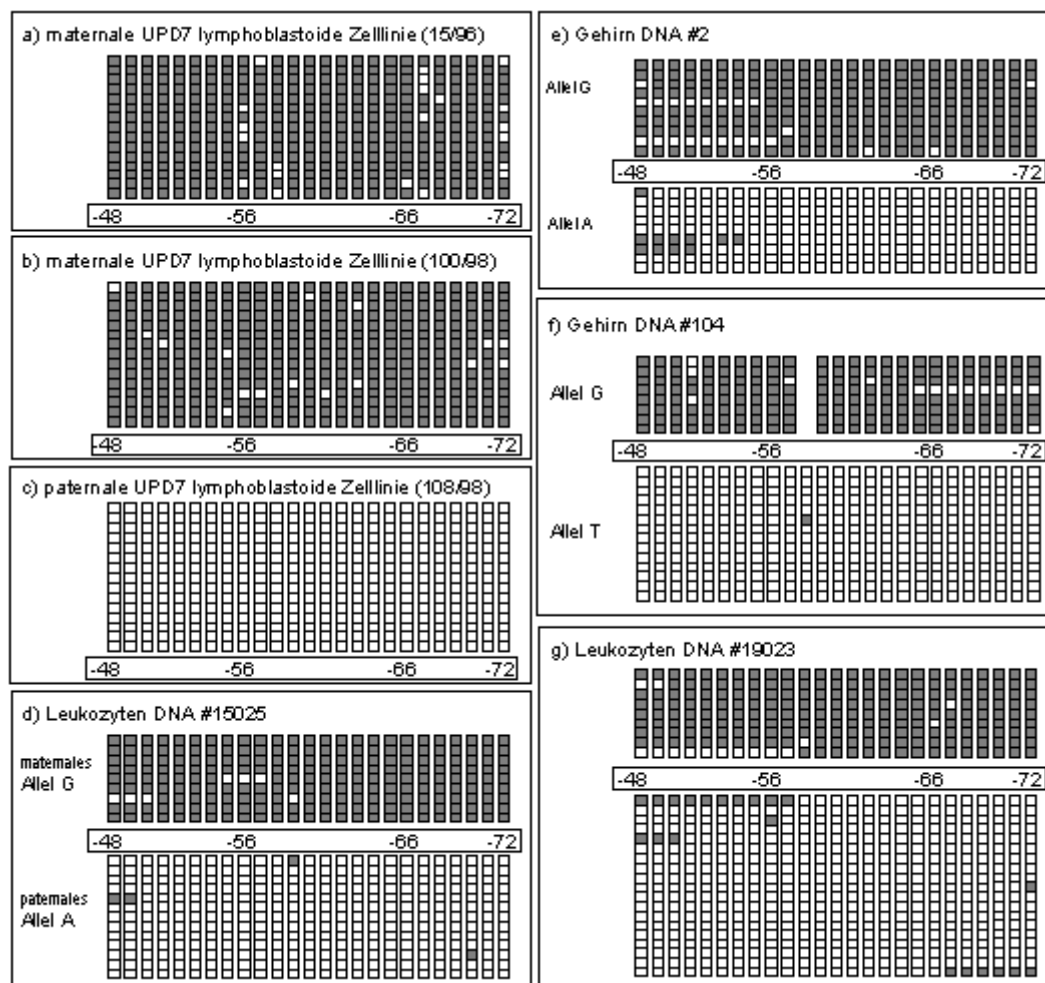 a) maternale UPD7 lymphoblastoide Zelllinie (15/96)
-48 -56 -66 -72
b) maternale UPD7 lymphoblastoide Zelllinie (100/98)
-48 -56 -66 -72
c) paternale UPD7 lymphoblastoide Zelllinie (108/98)
-48 -56 -66 -72
d) Leukozyten DNA #15025
maternales
Allel G
-48 -56 -66 -72
paternales
Allel A
e) Gehirn DNA #2
Allel G
-48 -56 -66 -72
Allel A
f) Gehirn DNA #104
Allel G
-48 -56 -66 -72
Allel T
g) Leukozyten DNA #19023
-48 -56 -66 -72